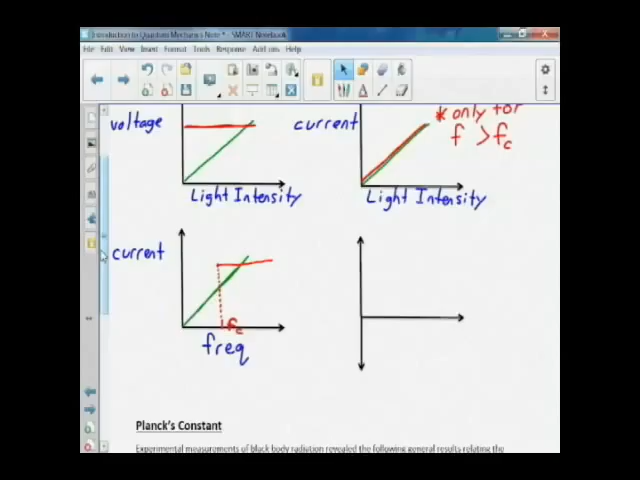 Introduction to Quantum Mechanics Note * - SMART Notebook
File Edit View Insert Format Tools Response Add-ons Help
voltage
Light Intensity
current
* only for
f > fc
Light Intensity
current
fc
freq
Planck's Constant
Experimental measurements of black body radiation revealed the following general results relating the